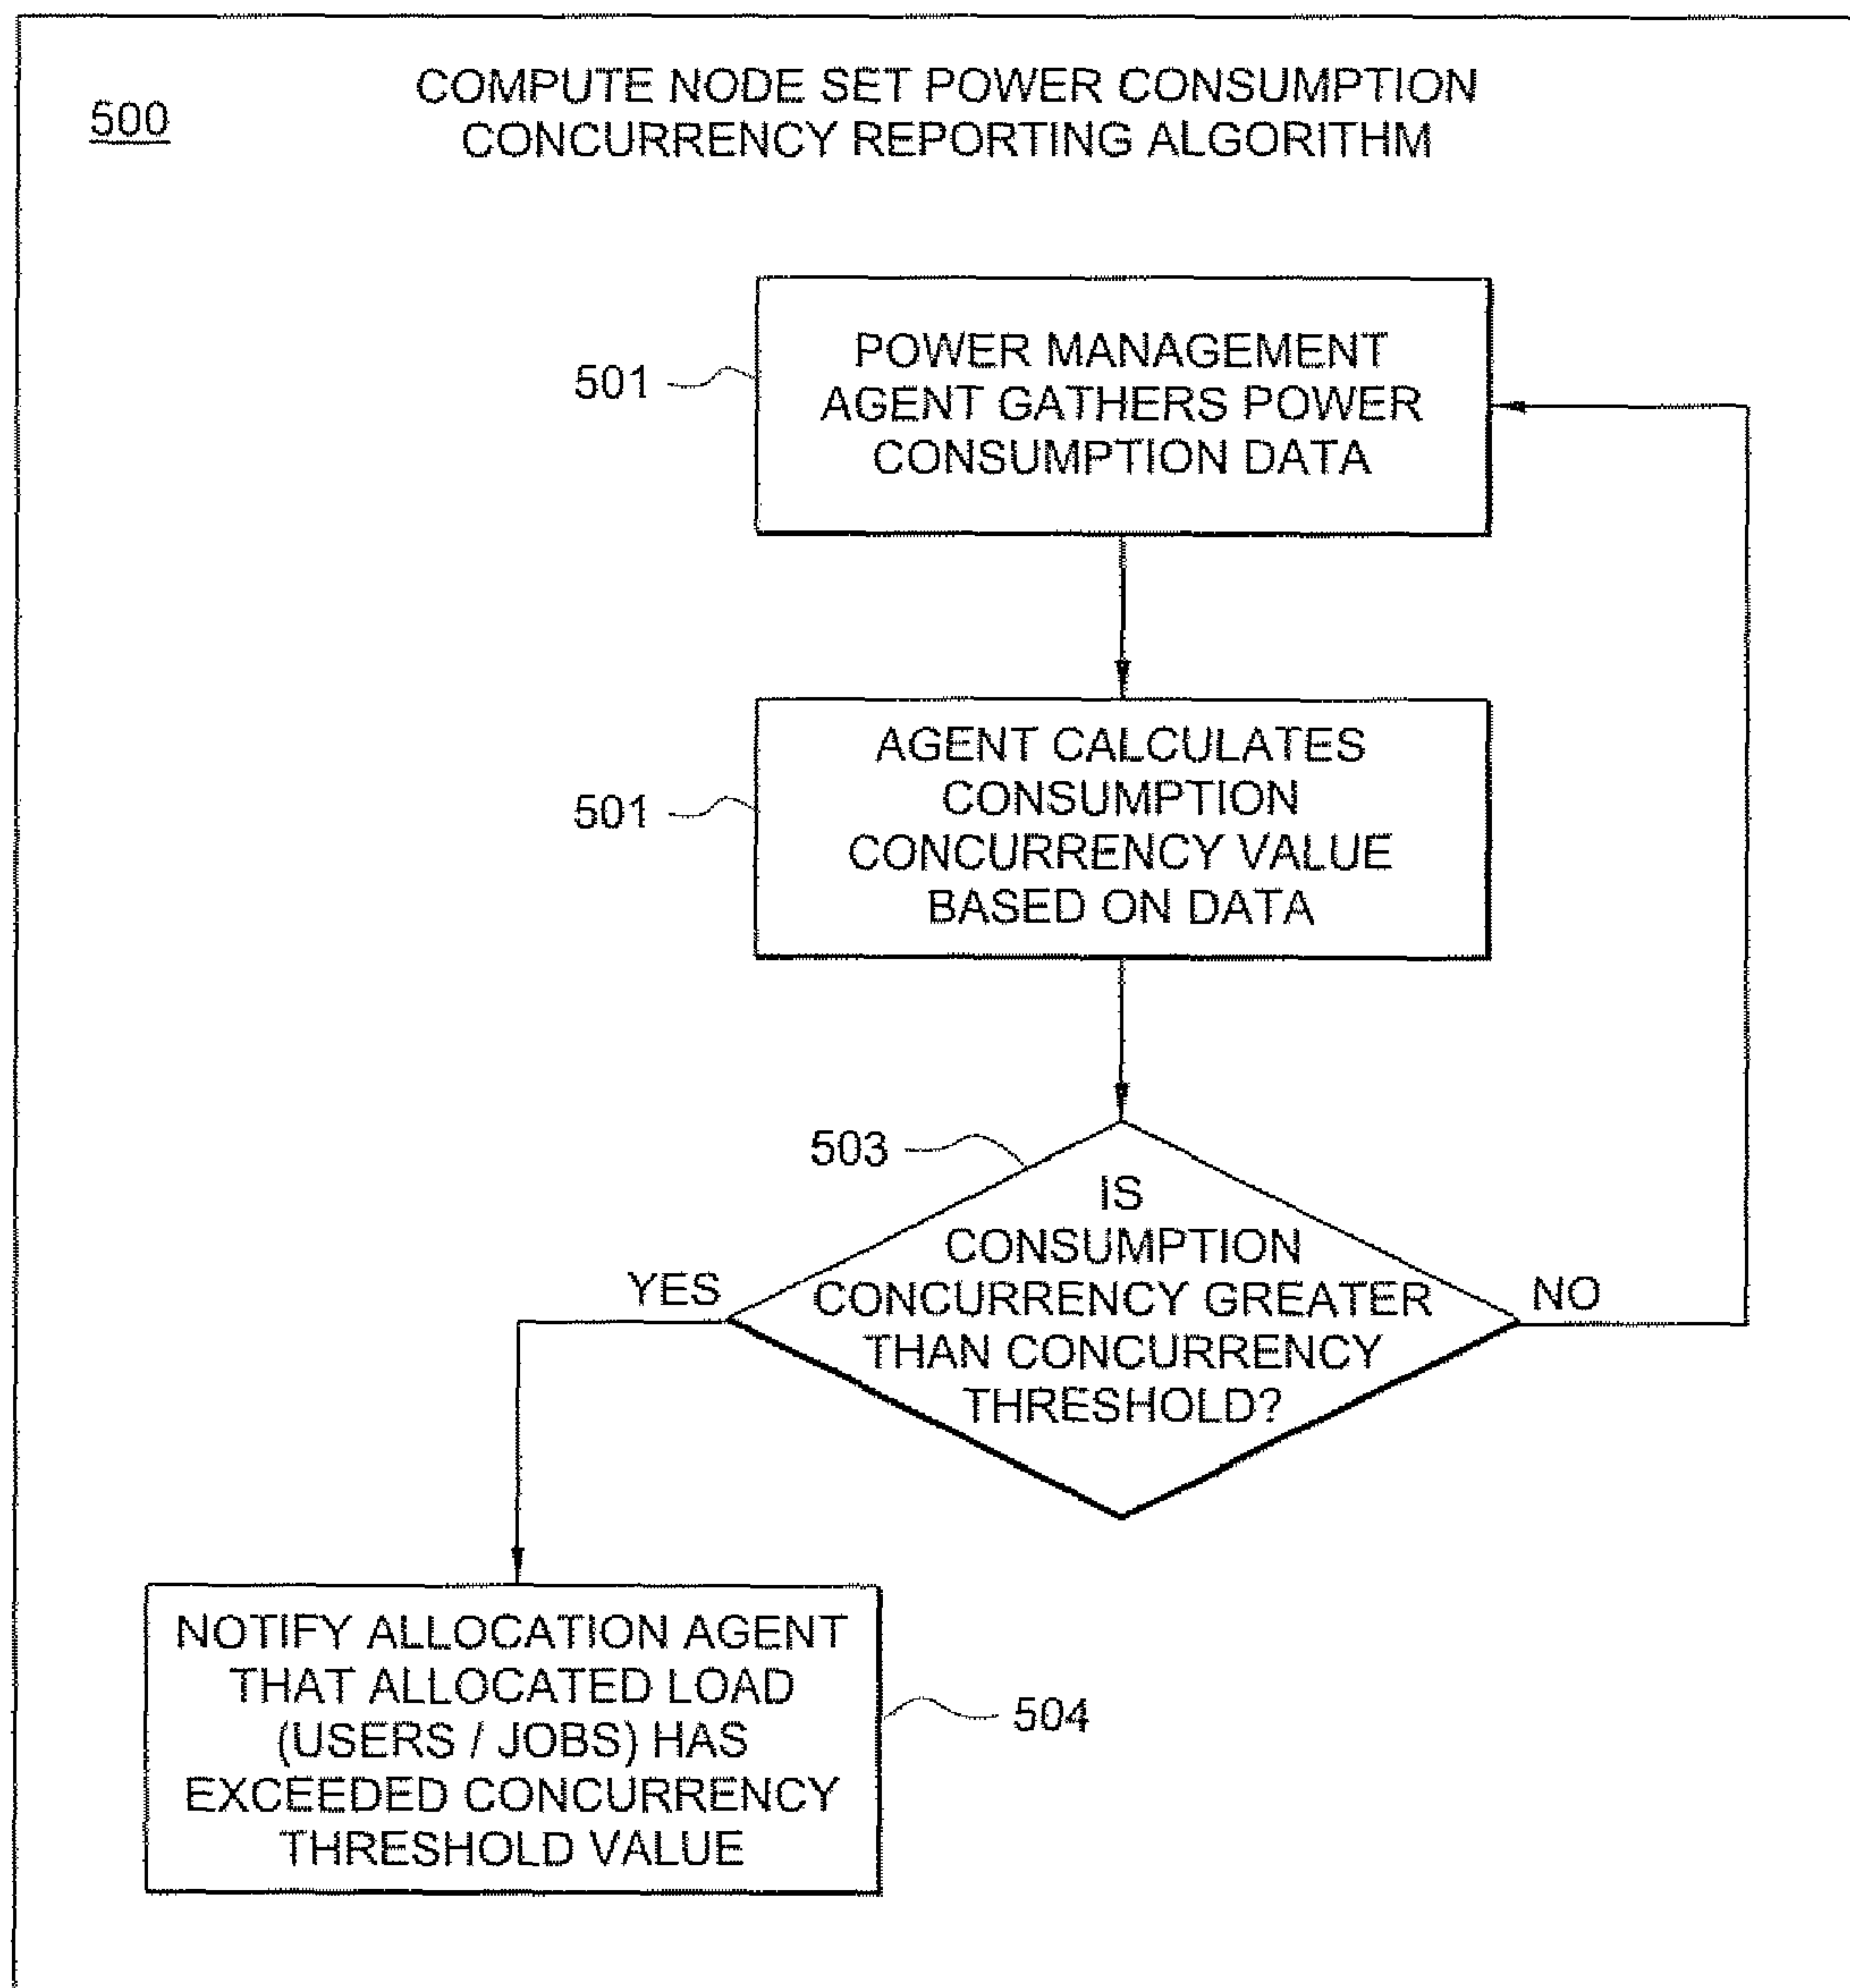 500
COMPUTE NODE SET POWER CONSUMPTION
CONCURRENCY REPORTING ALGORITHM
501
POWER MANAGEMENT
AGENT GATHERS POWER
CONSUMPTION DATA
501
AGENT CALCULATES
CONSUMPTION
CONCURRENCY VALUE
BASED ON DATA
503
IS
CONSUMPTION
CONCURRENCY GREATER
THAN CONCURRENCY
THRESHOLD?
YES
NO
NOTIFY ALLOCATION AGENT
THAT ALLOCATED LOAD
(USERS / JOBS) HAS
EXCEEDED CONCURRENCY
THRESHOLD VALUE
504